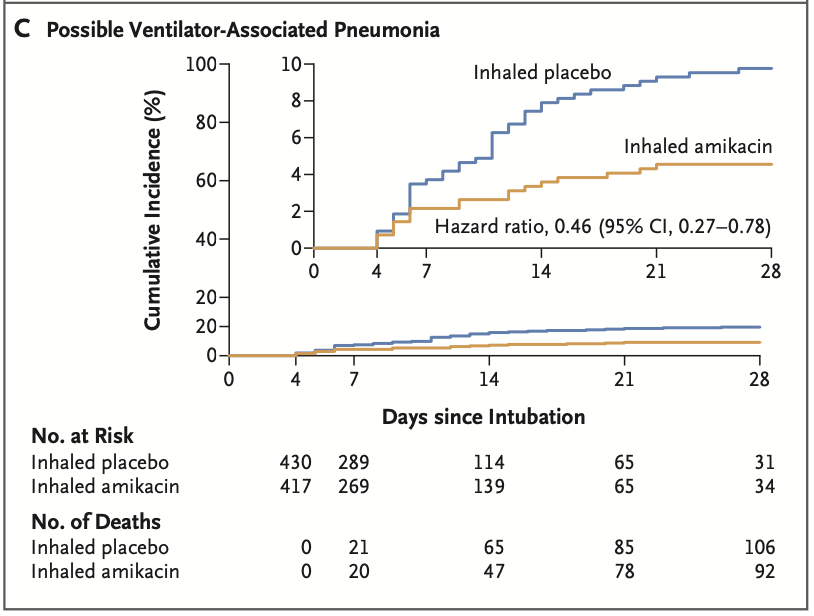 C Possible Ventilator-Associated Pneumonia
Cumulative Incidence (%)
100
80
60
40
20
20
0
10
8
6
4
2
0
Inhaled placebo
Inhaled amikacin
Hazard ratio, 0.46 (95% CI, 0.27–0.78)
0 4 7 14 21 28
0 4 7 14 21 28
Days since Intubation
No. at Risk
Inhaled placebo 430 289 114 65 31
Inhaled amikacin 417 269 139 65 34
No. of Deaths
Inhaled placebo 0 21 65 85 106
Inhaled amikacin 0 20 47 78 92